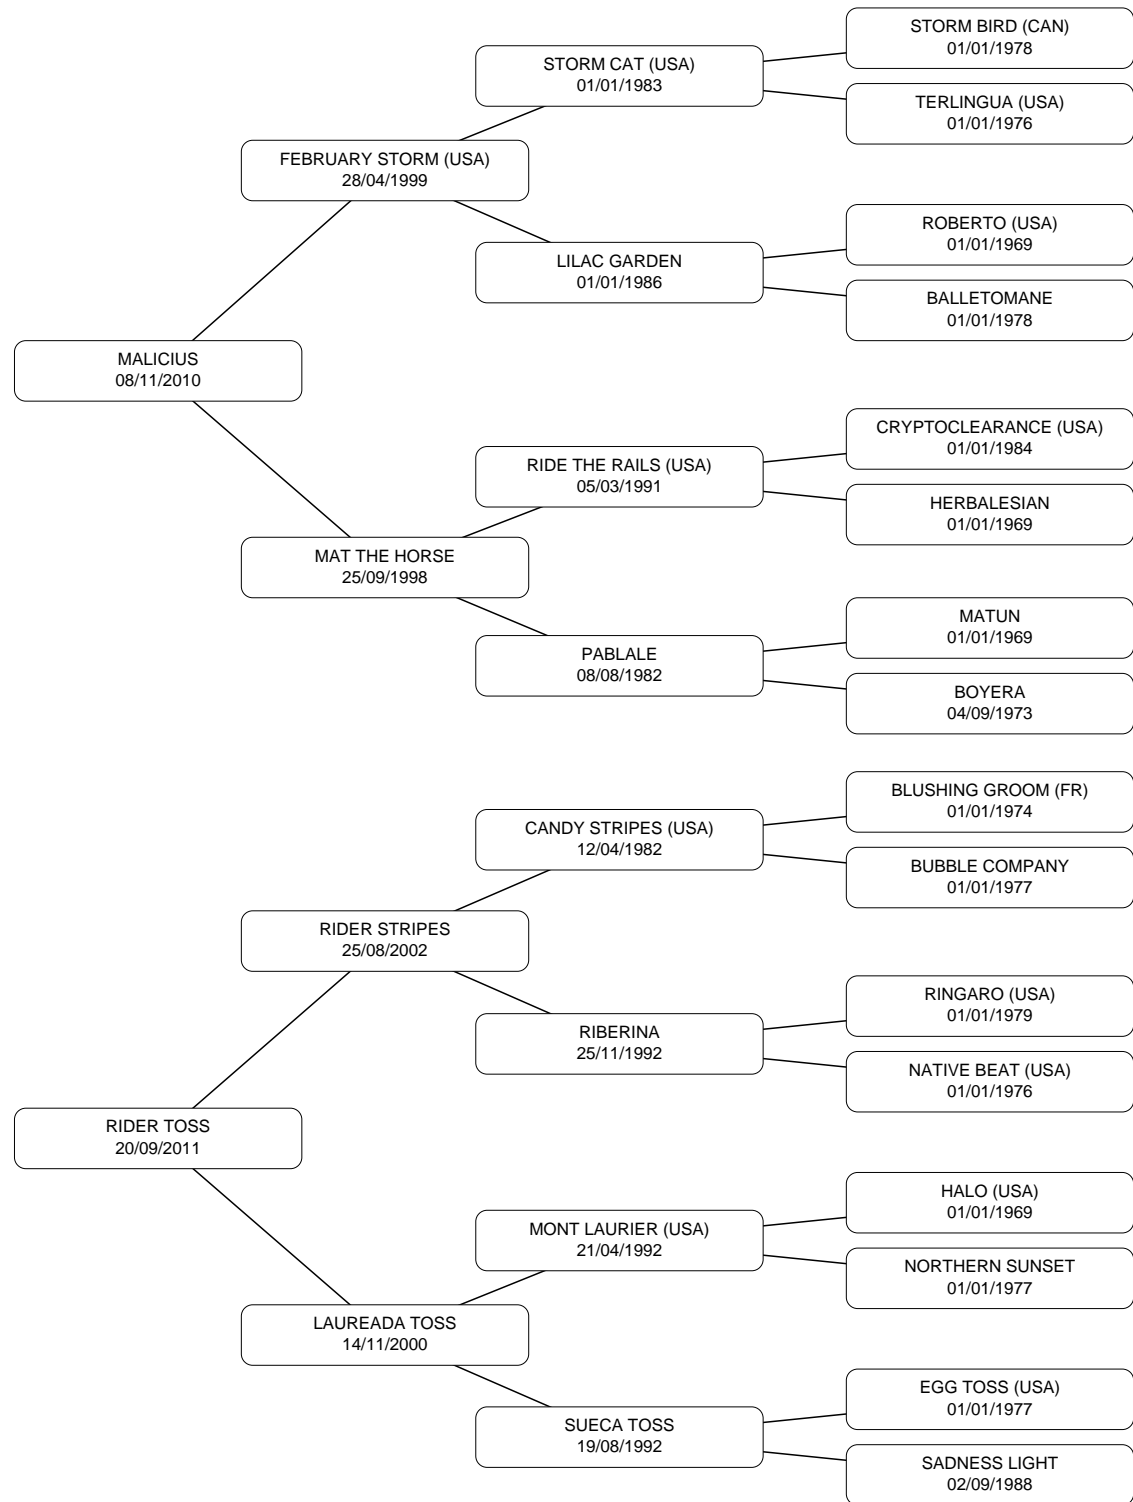 STORM BIRD (CAN)
01/01/1978
STORM CAT (USA)
01/01/1983
TERLINGUA (USA)
01/01/1976
FEBRUARY STORM (USA)
28/04/1999
ROBERTO (USA)
01/01/1969
LILAC GARDEN
01/01/1986
BALLETOMANE
01/01/1978
MALICIUS
08/11/2010
CRYPTOCLEARANCE (USA)
01/01/1984
RIDE THE RAILS (USA)
05/03/1991
HERBALESIAN
01/01/1969
MAT THE HORSE
25/09/1998
MATUN
01/01/1969
PABLALE
08/08/1982
BOYERA
04/09/1973
BLUSHING GROOM (FR)
01/01/1974
CANDY STRIPES (USA)
12/04/1982
BUBBLE COMPANY
01/01/1977
RIDER STRIPES
25/08/2002
RINGARO (USA)
01/01/1979
RIBERINA
25/11/1992
NATIVE BEAT (USA)
01/01/1976
RIDER TOSS
20/09/2011
HALO (USA)
01/01/1969
MONT LAURIER (USA)
21/04/1992
NORTHERN SUNSET
01/01/1977
LAUREADA TOSS
14/11/2000
EGG TOSS (USA)
01/01/1977
SUECA TOSS
19/08/1992
SADNESS LIGHT
02/09/1988